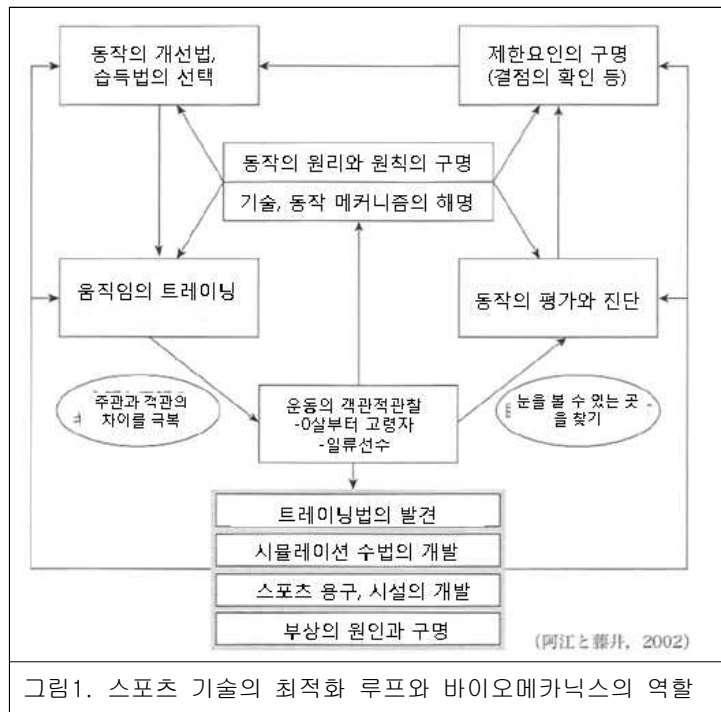 동작의 개선법,
습득법의 선택
제한요인의 구명
(결점의 확인 등)
동작의 원리와 원칙의 구명
기술, 동작 메커니즘의 해명
움직임의 트레이닝
동작의 평가와 진단
주관과 객관의
차이를 극복
운동의 객관적관찰
-0살부터 고령자
-일류선수
눈을 볼 수 있는 곳
을 찾기
트레이닝법의 발견
시뮬레이션 수법의 개발
스포츠 용구, 시설의 개발
부상의 원인과 구명
(阿江と藤井, 2002)
그림1. 스포츠 기술의 최적화 루프와 바이오메카닉스의 역할